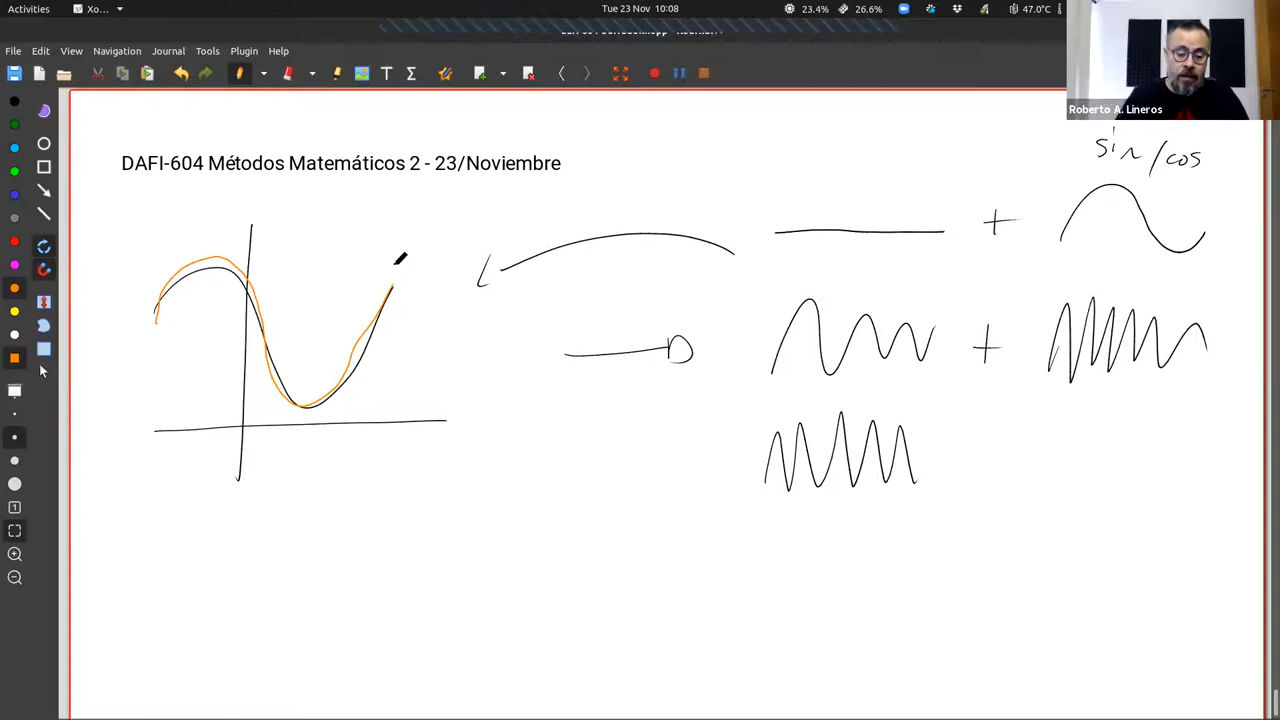 Activities
Xo...
Tue 23 Nov 10:08
23.4%
26.6%
47.0°C
File Edit View Navigation Journal Tools Plugin Help
Roberto A. Lineros
DAFI-604 Métodos Matemáticos 2 - 23/Noviembre
sin/cos
+
+